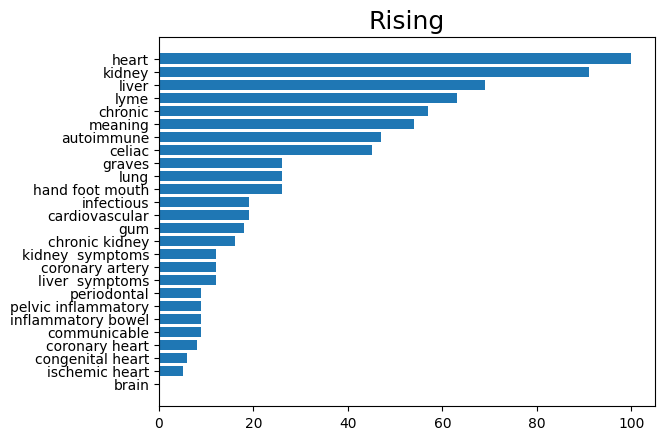 Rising
heart
kidney
liver
lyme
chronic
meaning
autoimmune
celiac
graves
lung
hand foot mouth
infectious
cardiovascular
gum
chronic kidney
kidney  symptoms
coronary artery
liver  symptoms
periodontal
pelvic inflammatory
inflammatory bowel
communicable
coronary heart
congenital heart
ischemic heart
brain
0 20 40 60 80 100